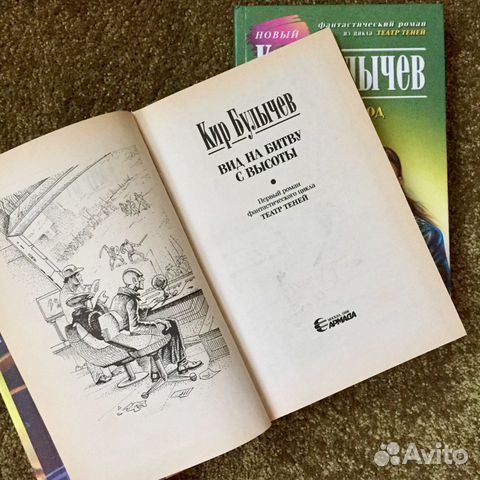 НОВЫЙ
фантастический роман
из цикла ТЕАТР ТЕНЕЙ
К
ЫЧЕВ
ОД
Кир Булычев
ВИД НА БИТВУ
С ВЫСОТЫ
Первый роман
фантастического цикла
ТЕАТР ТЕНЕЙ
АРМАДА
Avito